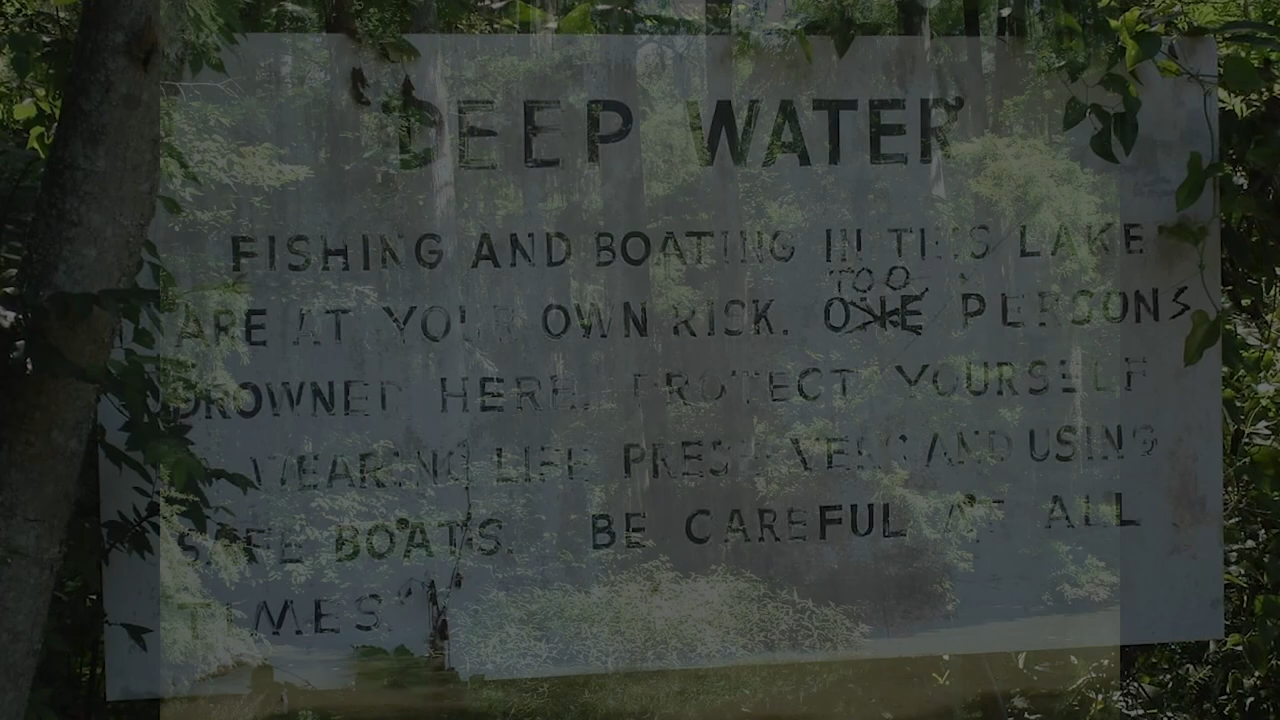 "DEEP WATER"
FISHING AND BOATING IN THIS LAKE
TOO
ARE AT YOUR OWN RISK. ONE PERSONS
DROWNED HERE. PROTECT YOURSELF
WEARING LIFE PRESERVERS AND USING
SAFE BOATS. BE CAREFUL AT ALL
TIMES"